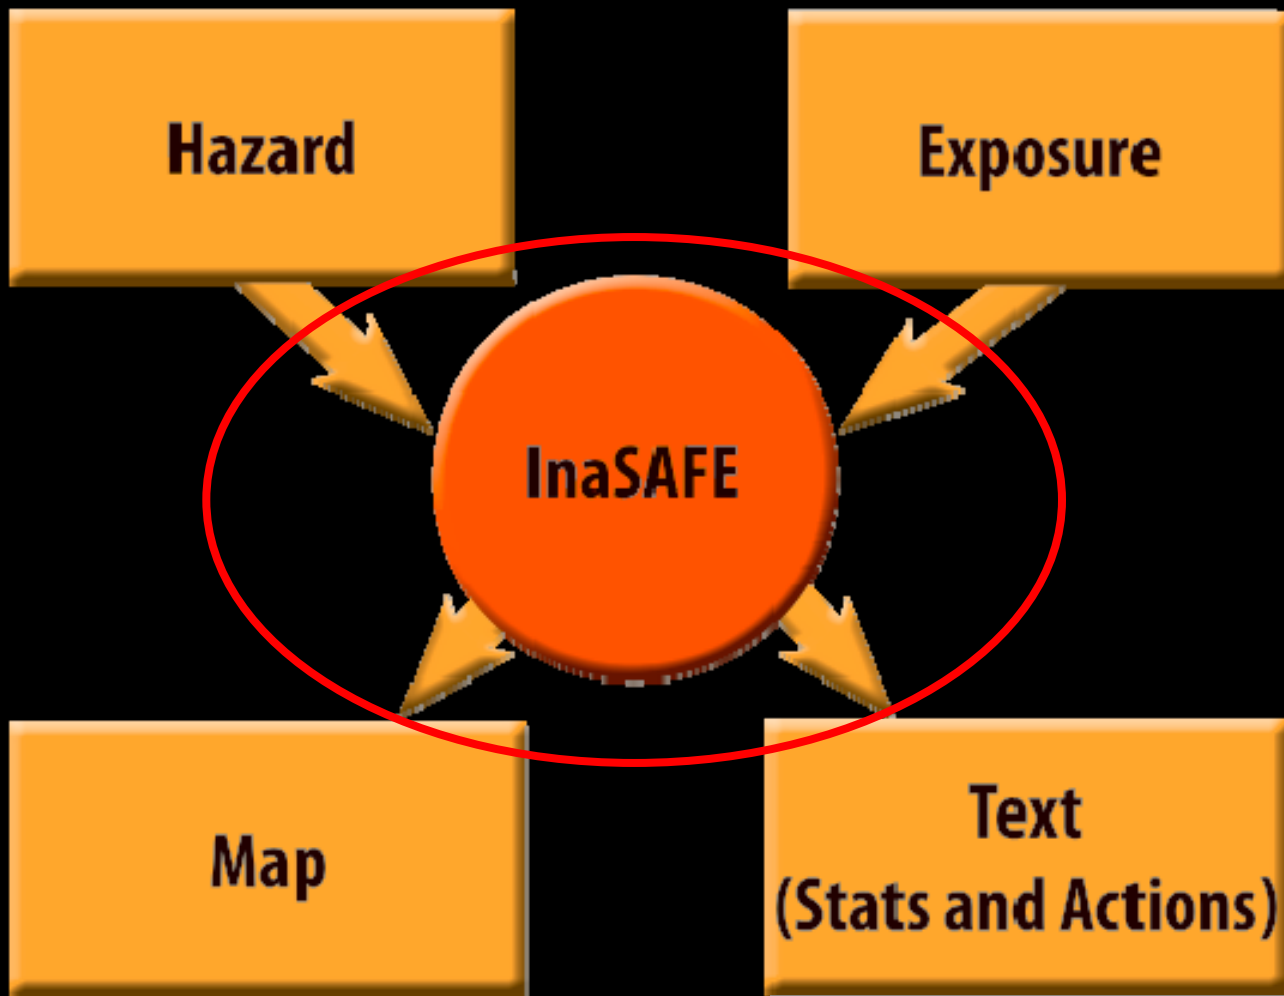 Hazard
Exposure
InaSAFE
Map
Text
(Stats and Actions)